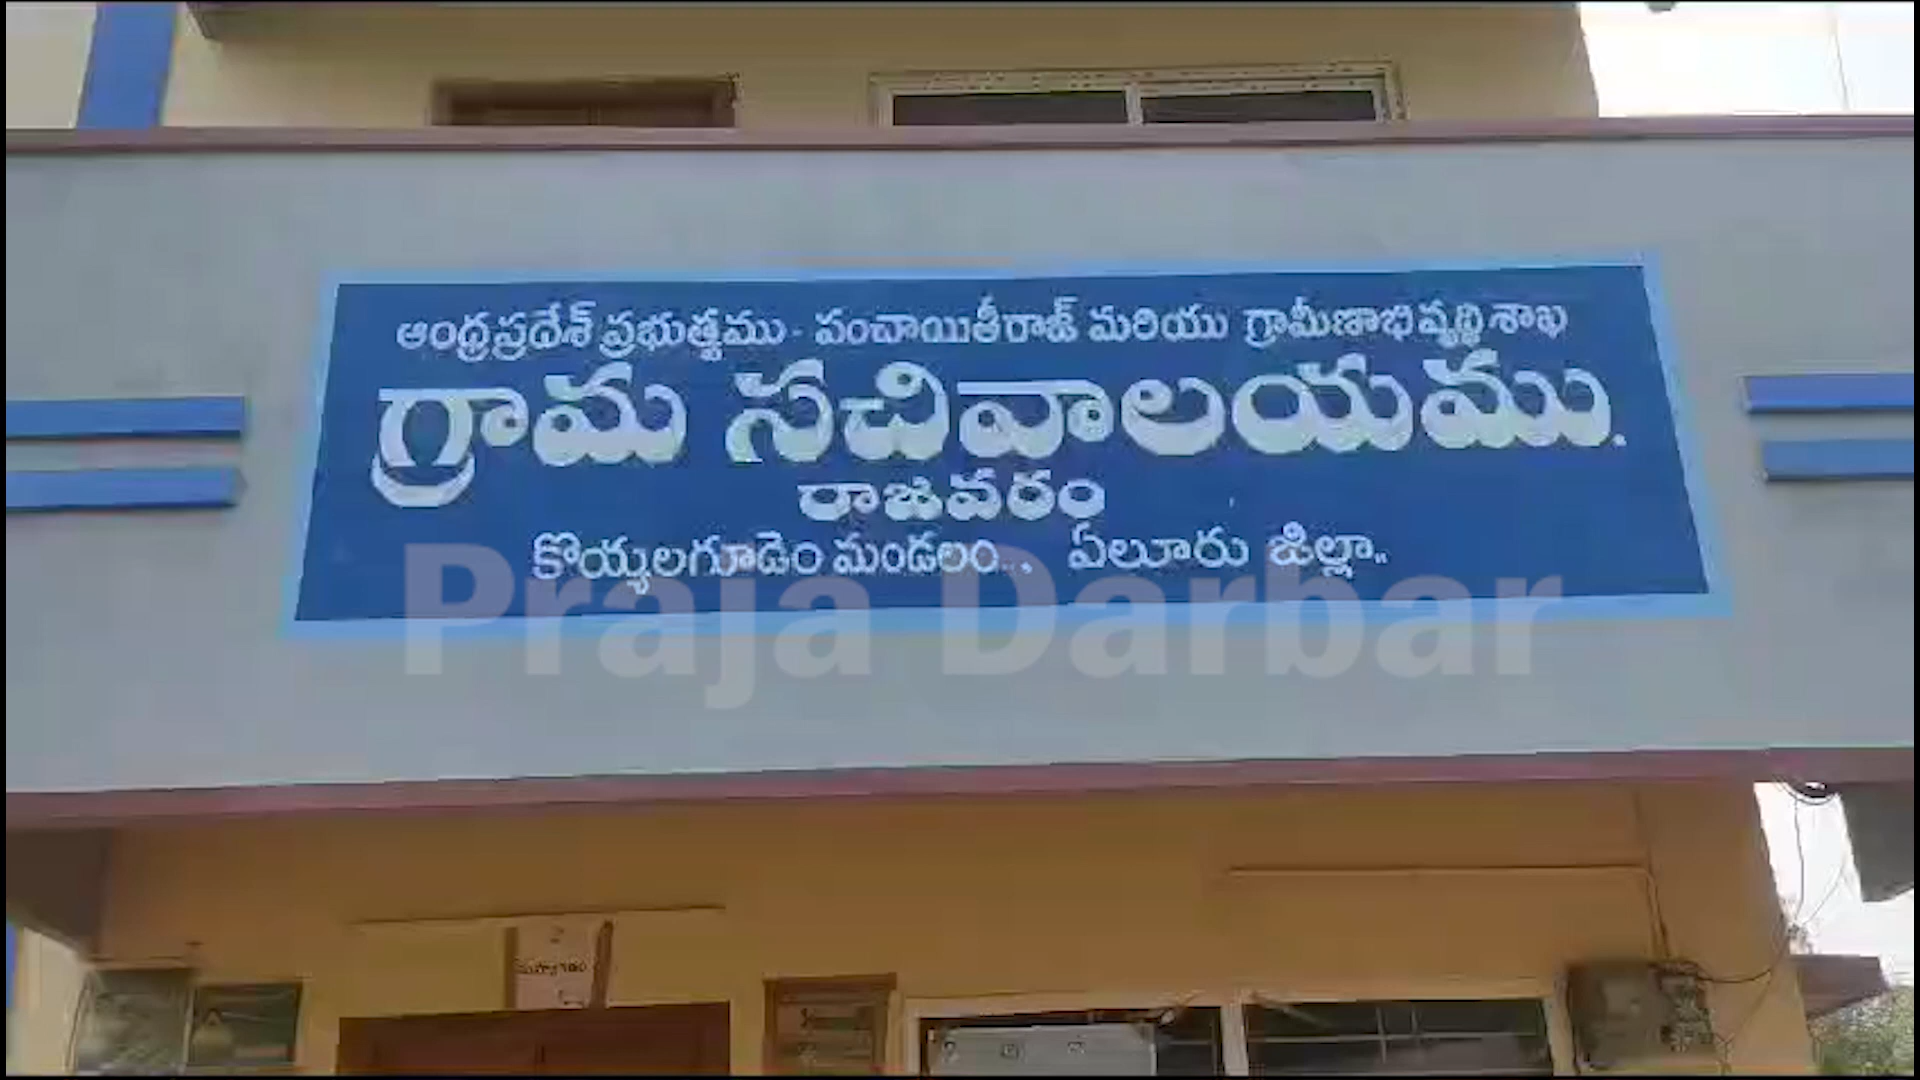 ఆంధ్రప్రదేశ్ ప్రభుత్వము - పంచాయితీరాజ్ మరియు గ్రామీణాభివృద్ధి శాఖ
గ్రామ సచివాలయము.
రాజవరం
కొయ్యలగూడెం మండలం.., ఏలూరు జిల్లా..
Praja Darbar